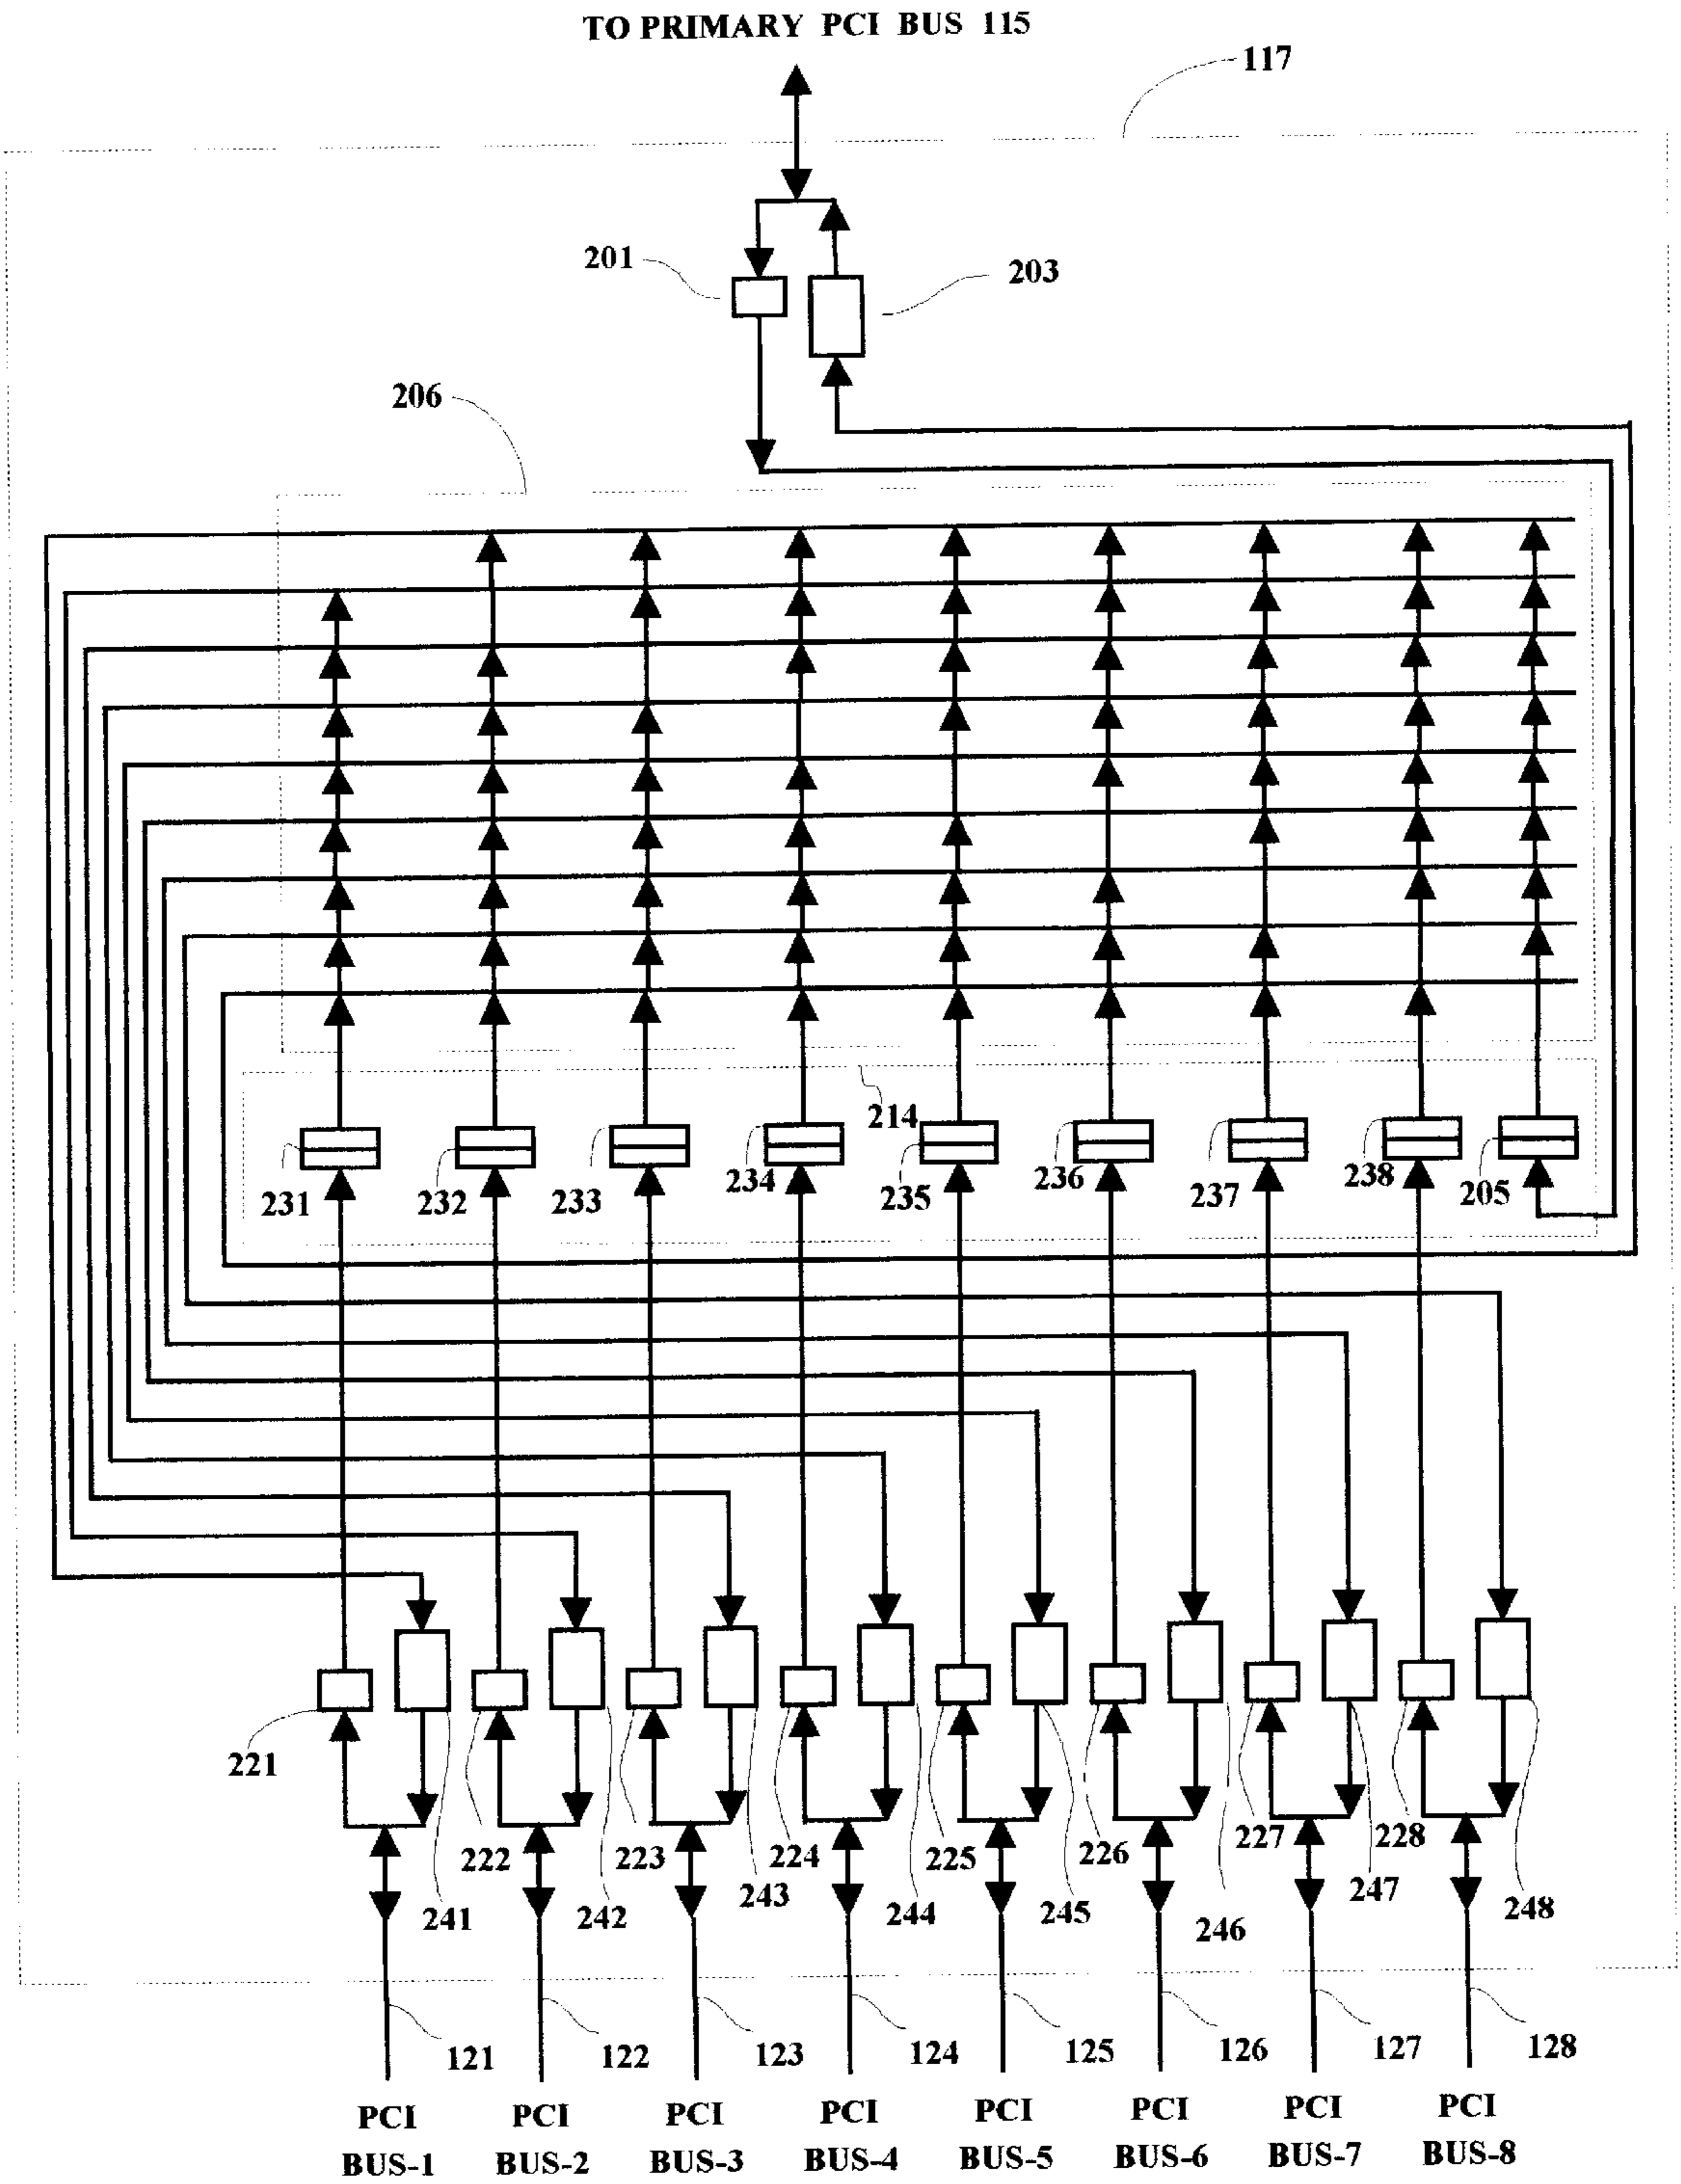 TO PRIMARY PCI BUS 115
117
201
203
206
214
231
232
233
234
235
236
237
238
205
221
222
223
224
225
226
227
228
241
242
243
244
245
246
247
248
121
122
123
124
125
126
127
128
PCI
BUS-1
PCI
BUS-2
PCI
BUS-3
PCI
BUS-4
PCI
BUS-5
PCI
BUS-6
PCI
BUS-7
PCI
BUS-8